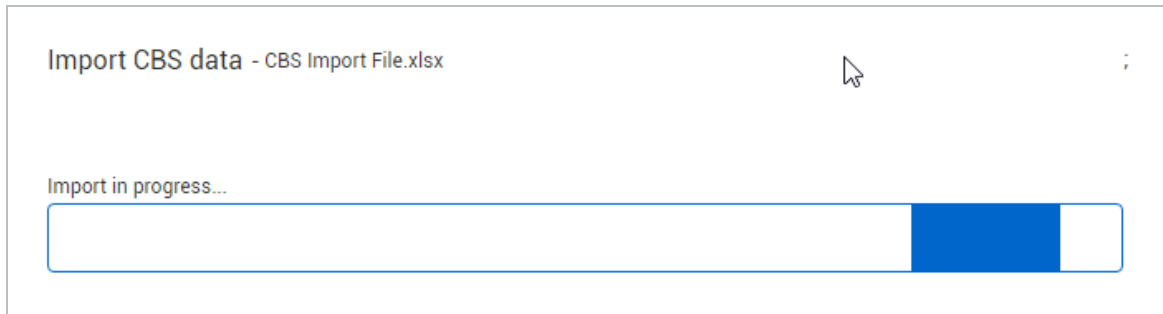 Import CBS data - CBS Import File.xlsx ;
Import in progress...